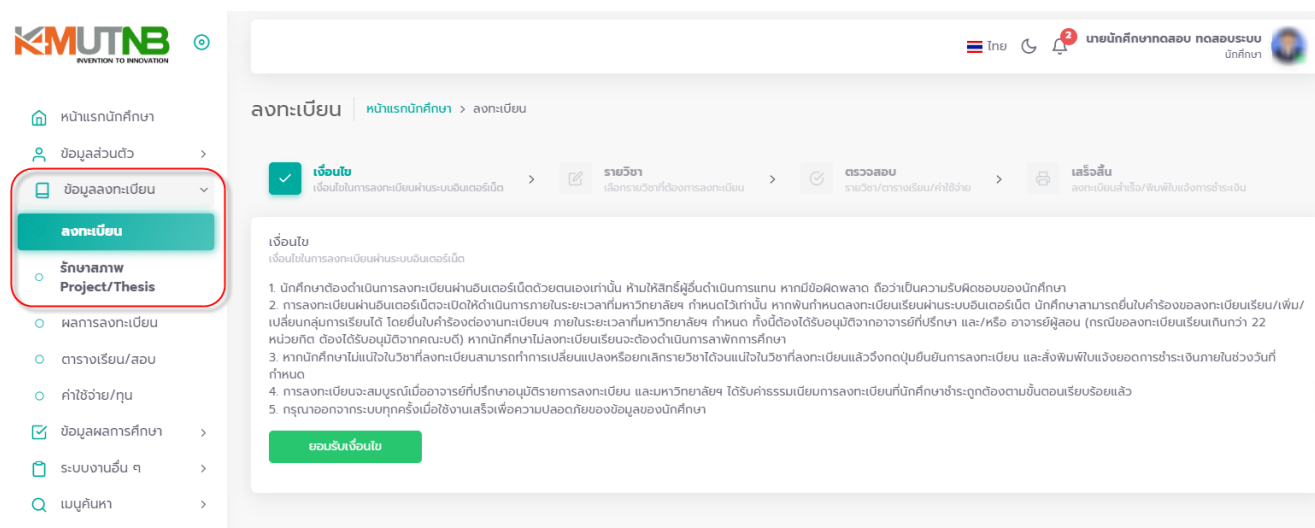 KMUTNB
INVENTION TO INNOVATION
ไทย
2
นายนักศึกษาทดสอบ ทดสอบระบบ
นักศึกษา
หน้าแรกนักศึกษา
ข้อมูลส่วนตัว
ข้อมูลลงทะเบียน
ลงทะเบียน
รักษาสภาพ
Project/Thesis
ผลการลงทะเบียน
ตารางเรียน/สอบ
ค่าใช้จ่าย/ทุน
ข้อมูลผลการศึกษา
ระบบงานอื่น ๆ
เมนูค้นหา
ลงทะเบียน หน้าแรกนักศึกษา > ลงทะเบียน
เงื่อนไข
เงื่อนไขในการลงทะเบียนผ่านระบบอินเตอร์เน็ต
รายวิชา
เลือกรายวิชาที่ต้องการลงทะเบียน
ตรวจสอบ
รายวิชา/ตารางเรียน/ค่าใช้จ่าย
เสร็จสิ้น
ลงทะเบียนสำเร็จ/พิมพ์ใบแจ้งการชำระเงิน
เงื่อนไข
เงื่อนไขในการลงทะเบียนผ่านระบบอินเตอร์เน็ต
1. นักศึกษาต้องดำเนินการลงทะเบียนผ่านอินเตอร์เน็ตด้วยตนเองเท่านั้น ห้ามให้สิทธิ์ผู้อื่นดำเนินการแทน หากมีข้อผิดพลาด ถือว่าเป็นความรับผิดชอบของนักศึกษา
2. การลงทะเบียนผ่านอินเตอร์เน็ตจะเปิดให้ดำเนินการภายในระยะเวลาที่มหาวิทยาลัยฯ กำหนดไว้เท่านั้น หากพ้นกำหนดลงทะเบียนเรียนผ่านระบบอินเตอร์เน็ต นักศึกษาสามารถยื่นใบคำร้องขอลงทะเบียนเรียน/เพิ่ม/
เปลี่ยนกลุ่มการเรียนได้ โดยยื่นใบคำร้องต่องานทะเบียนฯ ภายในระยะเวลาที่มหาวิทยาลัยฯ กำหนด ทั้งนี้ต้องได้รับอนุมัติจากอาจารย์ที่ปรึกษา และ/หรือ อาจารย์ผู้สอน (กรณีขอลงทะเบียนเรียนเกินกว่า 22
หน่วยกิต ต้องได้รับอนุมัติจากคณะบดี) หากนักศึกษาไม่ลงทะเบียนเรียนจะต้องดำเนินการลาพักการศึกษา
3. หากนักศึกษาไม่แน่ใจในวิชาที่ลงทะเบียนสามารถทำการเปลี่ยนแปลงหรือยกเลิกรายวิชาได้จนแน่ใจในวิชาที่ลงทะเบียนแล้วจึงกดปุ่มยืนยันการลงทะเบียน และสั่งพิมพ์ใบแจ้งยอดการชำระเงินภายในช่วงวันที่
กำหนด
4. การลงทะเบียนจะสมบูรณ์เมื่ออาจารย์ที่ปรึกษาอนุมัติรายการลงทะเบียน และมหาวิทยาลัยฯ ได้รับค่าธรรมเนียมการลงทะเบียนที่นักศึกษาชำระถูกต้องตามขั้นตอนเรียบร้อยแล้ว
5. กรุณาออกจากระบบทุกครั้งเมื่อใช้งานเสร็จเพื่อความปลอดภัยของข้อมูลของนักศึกษา
ยอมรับเงื่อนไข